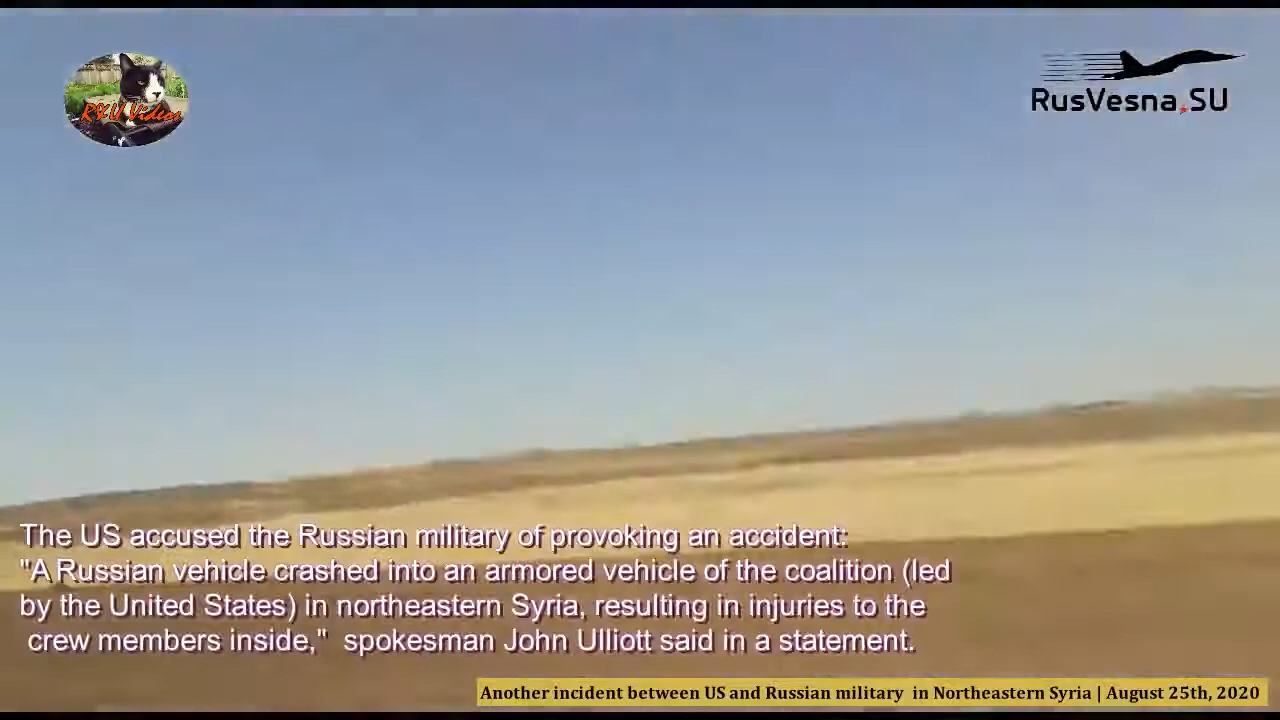 R&U Videos
RusVesna.SU
The US accused the Russian military of provoking an accident:
"A Russian vehicle crashed into an armored vehicle of the coalition (led
by the United States) in northeastern Syria, resulting in injuries to the
crew members inside," spokesman John Ulliott said in a statement.
Another incident between US and Russian military in Northeastern Syria | August 25th, 2020